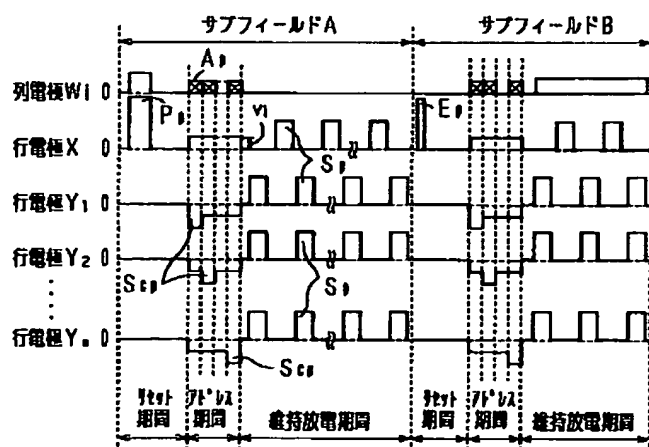 サブフィールドA サブフィールドB
列電極Wi 0 Ap
Pp V1 Ep
行電極X 0
Sp
行電極Y1 0
行電極Y2 0
Scp Sp
行電極Yn 0
Scp
リセット期間 アドレス期間 維持放電期間 リセット期間 アドレス期間 維持放電期間